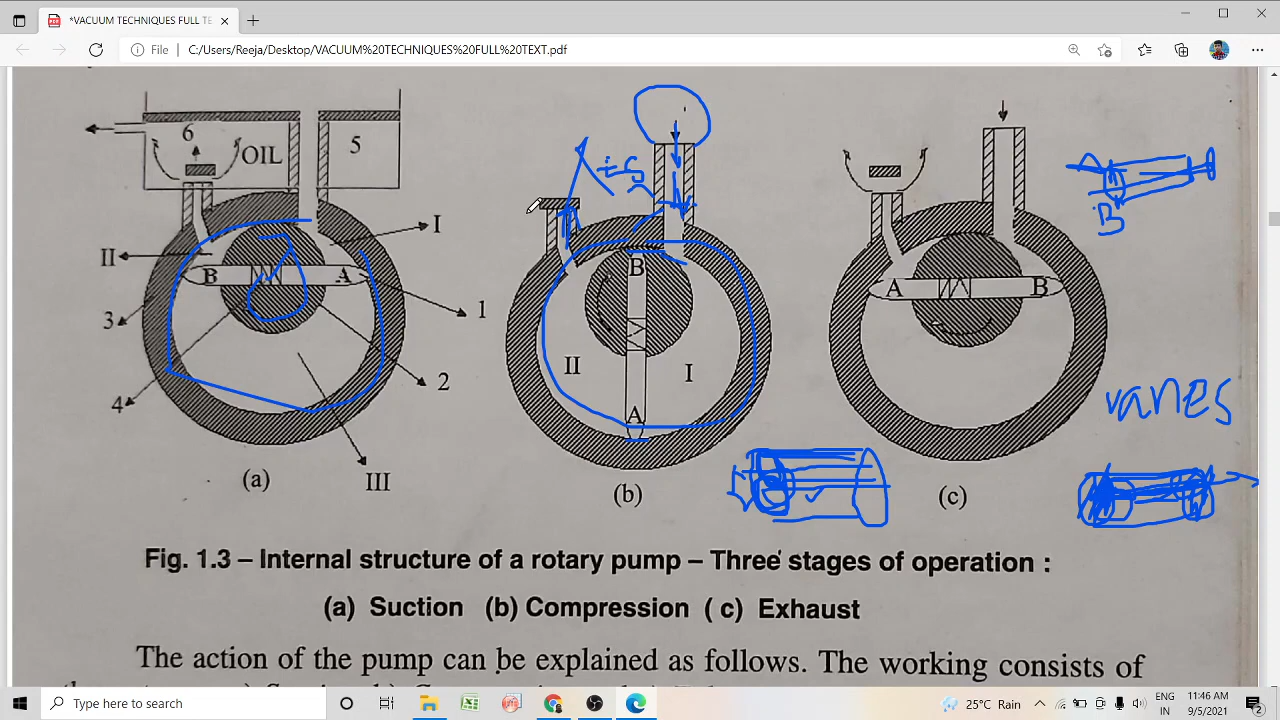 *VACUUM TECHNIQUES FULL TE
File
C:/Users/Reeja/Desktop/VACUUM%20TECHNIQUES%20FULL%20TEXT.pdf
6
OIL
5
I
II
B
A
1
3
2
4
III
(a)
B
II
I
A
(b)
A
B
(c)
B
vanes
Fig. 1.3 – Internal structure of a rotary pump – Three stages of operation :
(a) Suction (b) Compression ( c) Exhaust
The action of the pump can be explained as follows. The working consists of
Type here to search
25°C Rain
ENG
IN
11:46 AM
9/5/2021
2